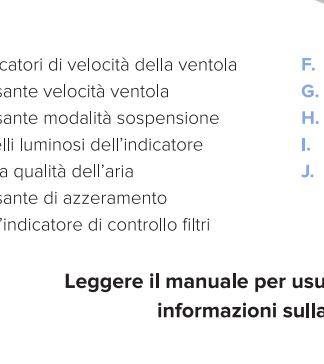 catori di velocità della ventola F.
sante velocità ventola G.
sante modalità sospensione H.
elli luminosi dell'indicatore I.
a qualità dell'aria J.
sante di azzeramento
'indicatore di controllo filtri
Leggere il manuale per usu
informazioni sulla